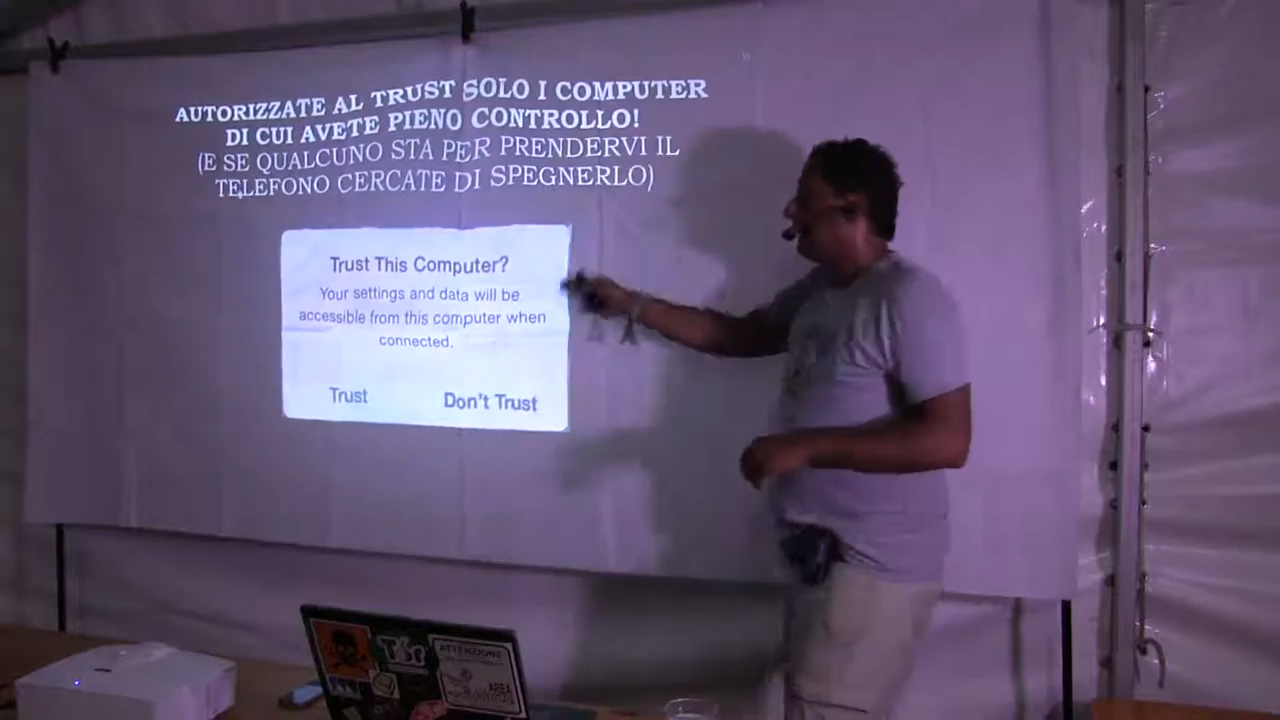 AUTORIZZATE AL TRUST SOLO I COMPUTER
DI CUI AVETE PIENO CONTROLLO!
(E SE QUALCUNO STA PER PRENDERVI IL
TELEFONO CERCATE DI SPEGNERLO)
Trust This Computer?
Your settings and data will be
accessible from this computer when
connected.
Trust
Don't Trust
Tor
ATTENZIONE
AREA